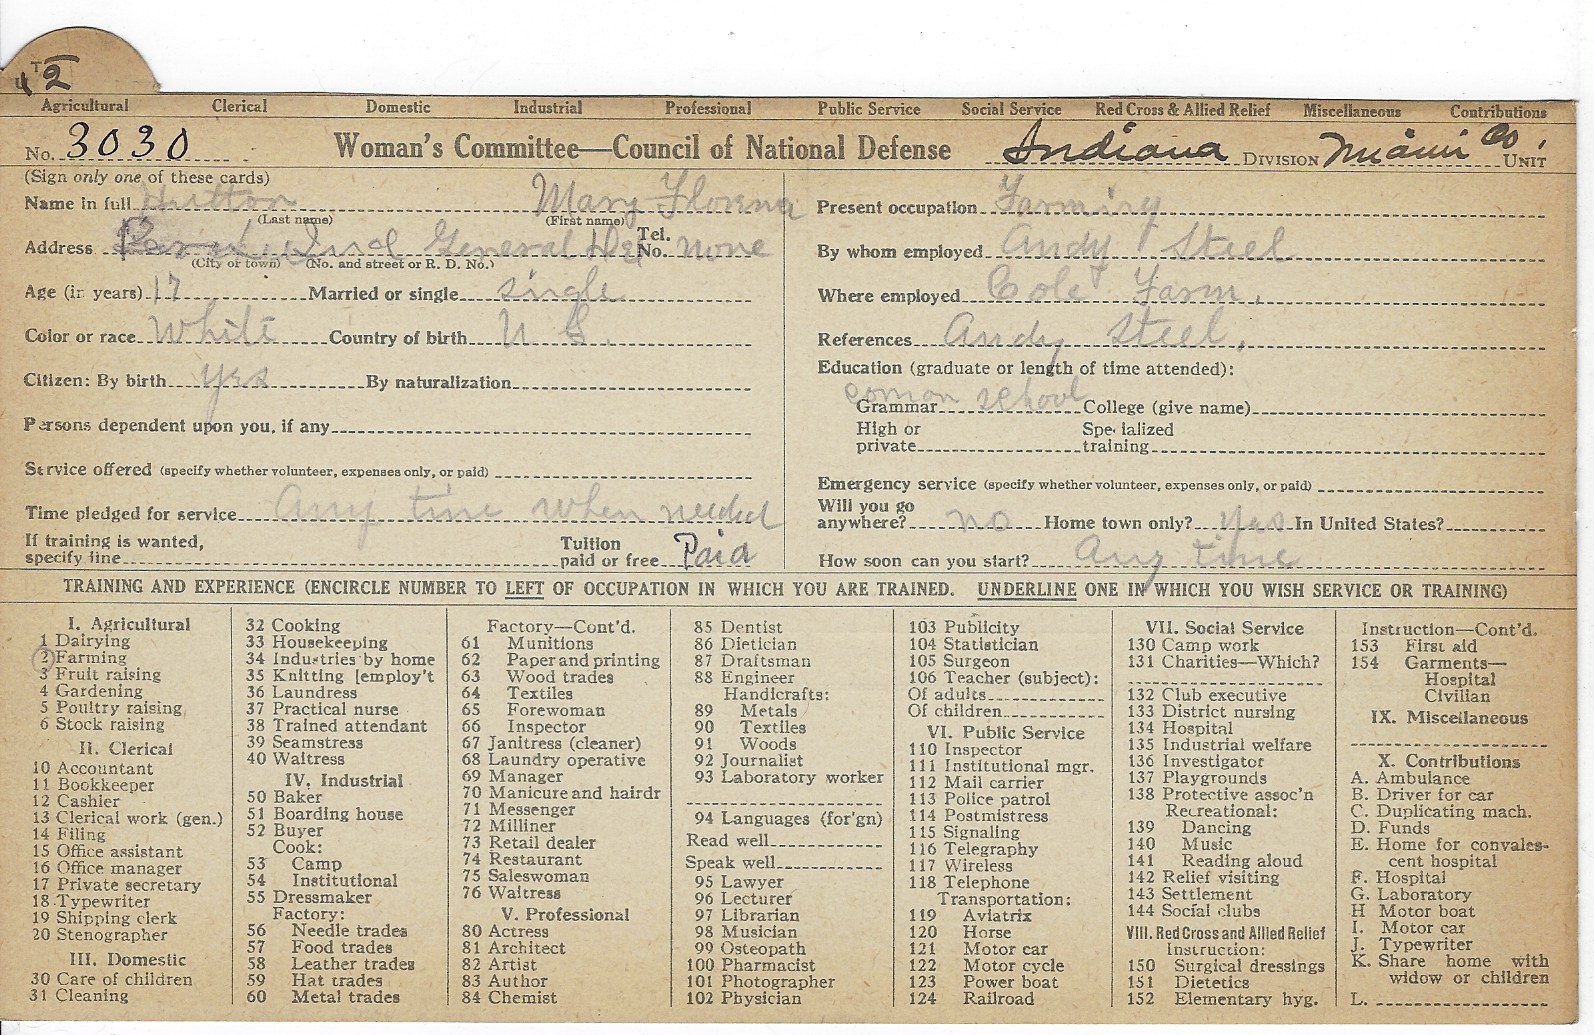 T
4 2
Agricultural Clerical Domestic Industrial Professional Public Service Social Service Red Cross & Allied Relief Miscellaneous Contributions
No. 3030 Woman's Committee—Council of National Defense Indiana DIVISION Miami Co. UNIT
(Sign only one of these cards)
Name in full Hutton Mary Florena
(Last name) (First name)
Address Ind General Del Tel. No. none
(City or town) (No. and street or R. D. No.)
Age (in years) 17 Married or single single
Color or race White Country of birth U S.
Citizen: By birth yes By naturalization
Persons dependent upon you, if any
Service offered (specify whether volunteer, expenses only, or paid)
Time pledged for service any time when needed
If training is wanted, specify line Tuition paid or free Paid
Present occupation Farming
By whom employed Andy Steel
Where employed Cole Farm.
References Andy Steel.
Education (graduate or length of time attended):
Grammar comon school College (give name)
High or private Specialized training
Emergency service (specify whether volunteer, expenses only, or paid)
Will you go anywhere? no Home town only? yes In United States?
How soon can you start? Any time
TRAINING AND EXPERIENCE (ENCIRCLE NUMBER TO LEFT OF OCCUPATION IN WHICH YOU ARE TRAINED. UNDERLINE ONE IN WHICH YOU WISH SERVICE OR TRAINING)
I. Agricultural
1 Dairying
2 Farming
3 Fruit raising
4 Gardening
5 Poultry raising
6 Stock raising
II. Clerical
10 Accountant
11 Bookkeeper
12 Cashier
13 Clerical work (gen.)
14 Filing
15 Office assistant
16 Office manager
17 Private secretary
18 Typewriter
19 Shipping clerk
20 Stenographer
III. Domestic
30 Care of children
31 Cleaning
32 Cooking
33 Housekeeping
34 Industries by home
35 Knitting [employ't
36 Laundress
37 Practical nurse
38 Trained attendant
39 Seamstress
40 Waitress
IV. Industrial
50 Baker
51 Boarding house
52 Buyer
Cook:
53 Camp
54 Institutional
55 Dressmaker
Factory:
56 Needle trades
57 Food trades
58 Leather trades
59 Hat trades
60 Metal trades
Factory—Cont'd.
61 Munitions
62 Paper and printing
63 Wood trades
64 Textiles
65 Forewoman
66 Inspector
67 Janitress (cleaner)
68 Laundry operative
69 Manager
70 Manicure and hairdr
71 Messenger
72 Milliner
73 Retail dealer
74 Restaurant
75 Saleswoman
76 Waitress
V. Professional
80 Actress
81 Architect
82 Artist
83 Author
84 Chemist
85 Dentist
86 Dietician
87 Draftsman
88 Engineer
Handicrafts:
89 Metals
90 Textiles
91 Woods
92 Journalist
93 Laboratory worker
94 Languages (for'gn)
Read well
Speak well
95 Lawyer
96 Lecturer
97 Librarian
98 Musician
99 Osteopath
100 Pharmacist
101 Photographer
102 Physician
103 Publicity
104 Statistician
105 Surgeon
106 Teacher (subject):
Of adults
Of children
VI. Public Service
110 Inspector
111 Institutional mgr.
112 Mail carrier
113 Police patrol
114 Postmistress
115 Signaling
116 Telegraphy
117 Wireless
118 Telephone
Transportation:
119 Aviatrix
120 Horse
121 Motor car
122 Motor cycle
123 Power boat
124 Railroad
VII. Social Service
130 Camp work
131 Charities—Which?
132 Club executive
133 District nursing
134 Hospital
135 Industrial welfare
136 Investigator
137 Playgrounds
138 Protective assoc'n
Recreational:
139 Dancing
140 Music
141 Reading aloud
142 Relief visiting
143 Settlement
144 Social clubs
VIII. Red Cross and Allied Relief
Instruction:
150 Surgical dressings
151 Dietetics
152 Elementary hyg.
Instruction—Cont'd.
153 First aid
154 Garments—
Hospital
Civilian
IX. Miscellaneous
X. Contributions
A. Ambulance
B. Driver for car
C. Duplicating mach.
D. Funds
E. Home for convales-
cent hospital
F. Hospital
G. Laboratory
H Motor boat
I. Motor car
J. Typewriter
K. Share home with
widow or children
L.